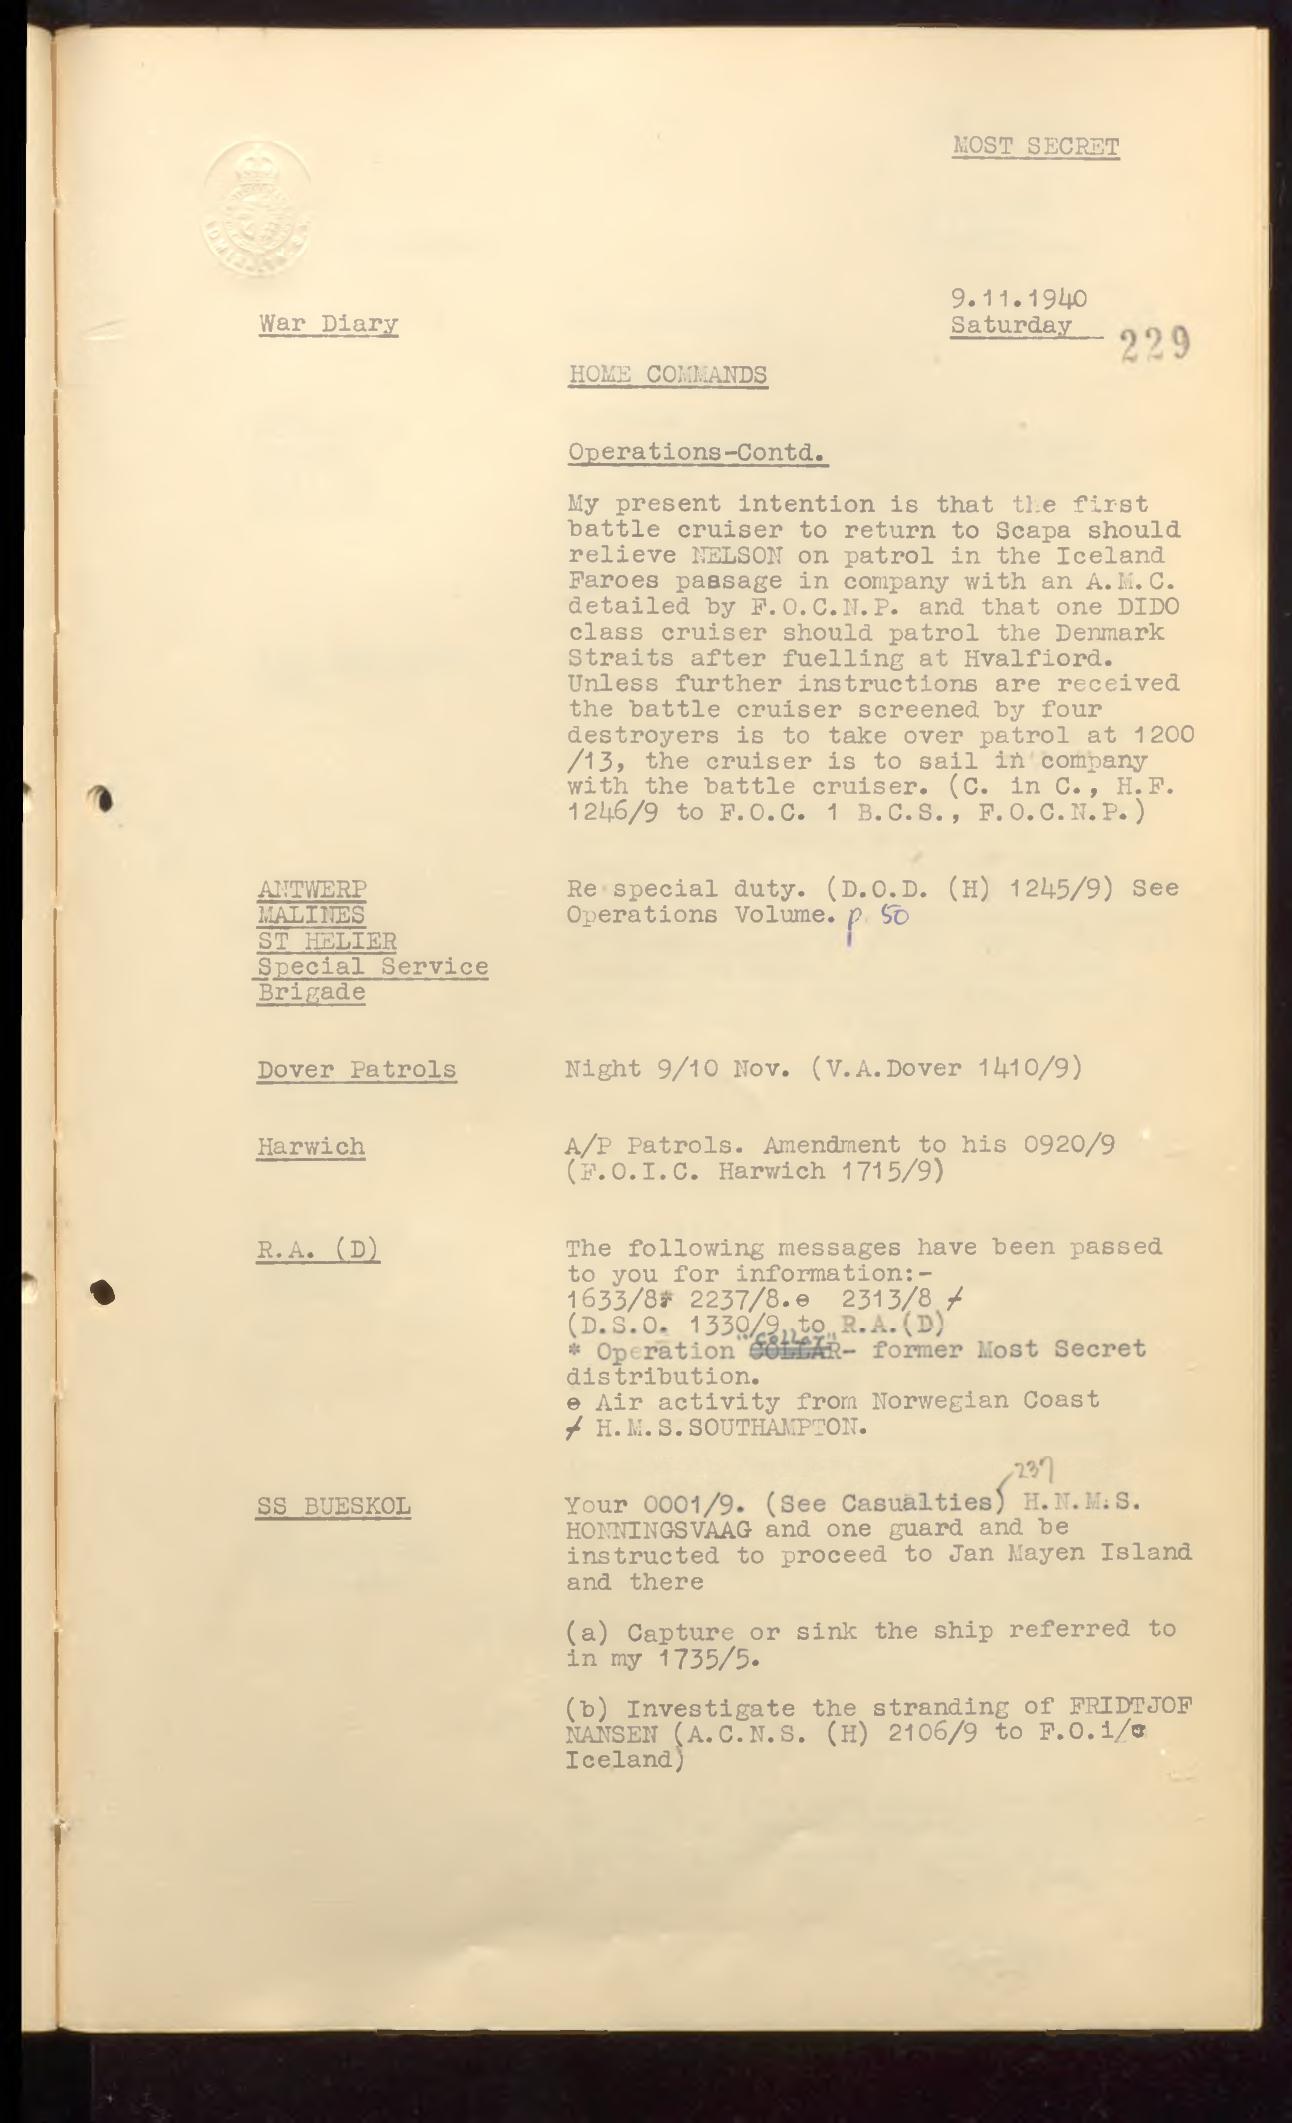 MOST SECRET
9.11.1940
War Diary
Saturday
229
HOME COMMANDS
Operations-Contd.
My present intention is that the first
battle cruiser to return to Scapa should
relieve NELSON on patrol in the Iceland
Faroes passage in company with an A.M.C.
detailed by F.O.C.N.P. and that one DIDO
class cruiser should patrol the Denmark
Straits after fuelling at Hvalfiord.
Unless further instructions are received
the battle cruiser screened by four
destroyers is to take over patrol at 1200
/13, the cruiser is to sail in company
with the battle cruiser. (C. in C., H.F.
1246/9 to F.O.C. 1 B.C.S., F.O.C.N.P.)
ANTWERP
MALINES
ST HELIER
Special Service
Brigade
Re special duty. (D.O.D. (H) 1245/9) See
Operations Volume. p 50
Dover Patrols
Night 9/10 Nov. (V.A.Dover 1410/9)
Harwich
A/P Patrols. Amendment to his 0920/9
(F.O.I.C. Harwich 1715/9)
R.A. (D)
The following messages have been passed
to you for information:-
1633/8* 2237/8.e 2313/8 /
(D.S.O. 1330/9 to R.A.(D)
"Collar"
* Operation COLLAR- former Most Secret
distribution.
e Air activity from Norwegian Coast
/ H.M.S.SOUTHAMPTON.
237
SS BUESKOL
Your 0001/9. (See Casualties) H.N.M.S.
HONNINGSVAAG and one guard and be
instructed to proceed to Jan Mayen Island
and there
(a) Capture or sink the ship referred to
in my 1735/5.
(b) Investigate the stranding of FRIDTJOF
NANSEN (A.C.N.S. (H) 2106/9 to F.O.i/c
Iceland)